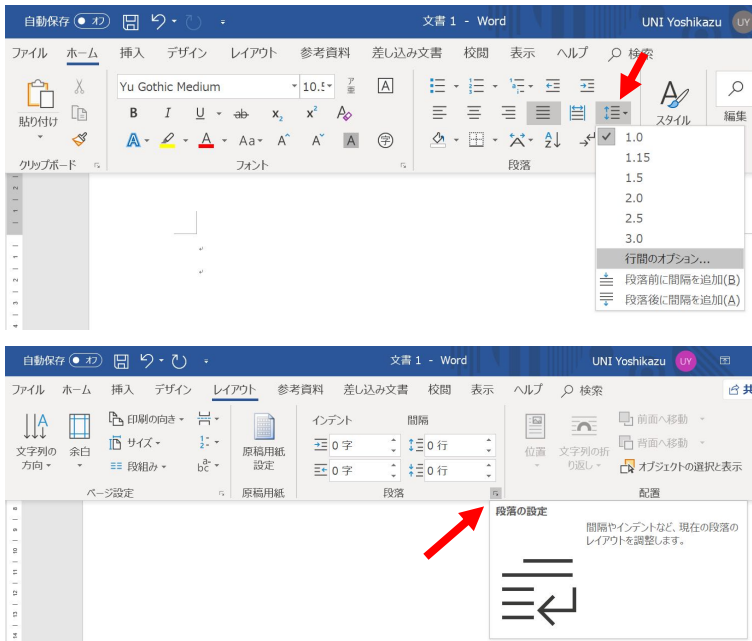 自動保存 オフ 文書 1 - Word UNI Yoshikazu UY
ファイル ホーム 挿入 デザイン レイアウト 参考資料 差し込み文書 校閲 表示 ヘルプ 検索
貼り付け Yu Gothic Medium 10.5 ア亜 A
B I U ab x₂ x² A スタイル 編集
A A Aa A A A 字
クリップボード フォント 段落
1.0
1.15
1.5
2.0
2.5
3.0
行間のオプション...
段落前に間隔を追加(B)
段落後に間隔を追加(A)
自動保存 オフ 文書 1 - Word UNI Yoshikazu UY
ファイル ホーム 挿入 デザイン レイアウト 参考資料 差し込み文書 校閲 表示 ヘルプ 検索 共
文字列の方向 余白 印刷の向き サイズ 段組み 原稿用紙設定
インデント 間隔
0 字 0 行
0 字 0 行
位置 文字列の折り返し 前面へ移動 背面へ移動 オブジェクトの選択と表示
ページ設定 原稿用紙 段落 配置
段落の設定
間隔やインデントなど、現在の段落の
レイアウトを調整します。